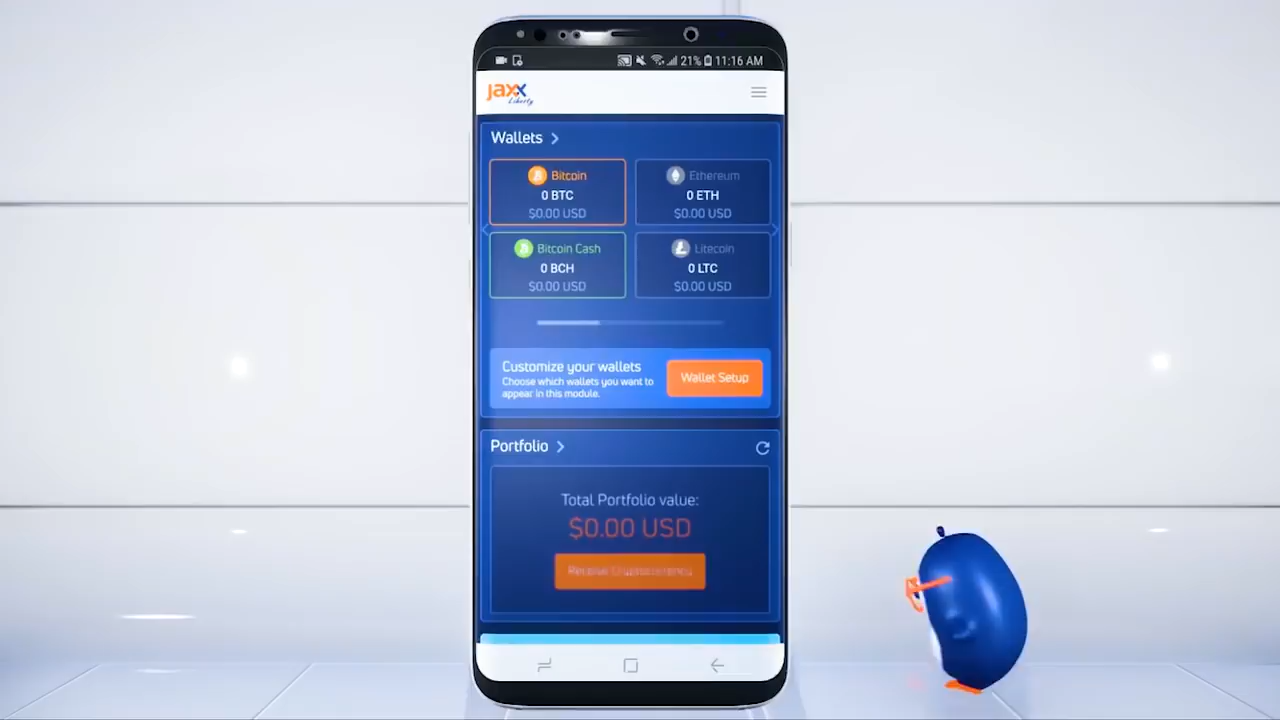 21% 11:16 AM
jaxx
Liberty
Wallets
Bitcoin
0 BTC
$0.00 USD
Ethereum
0 ETH
$0.00 USD
Bitcoin Cash
0 BCH
$0.00 USD
Litecoin
0 LTC
$0.00 USD
Customize your wallets
Choose which wallets you want to
appear in this module.
Wallet Setup
Portfolio
Total Portfolio value:
$0.00 USD
Receive Cryptocurrency